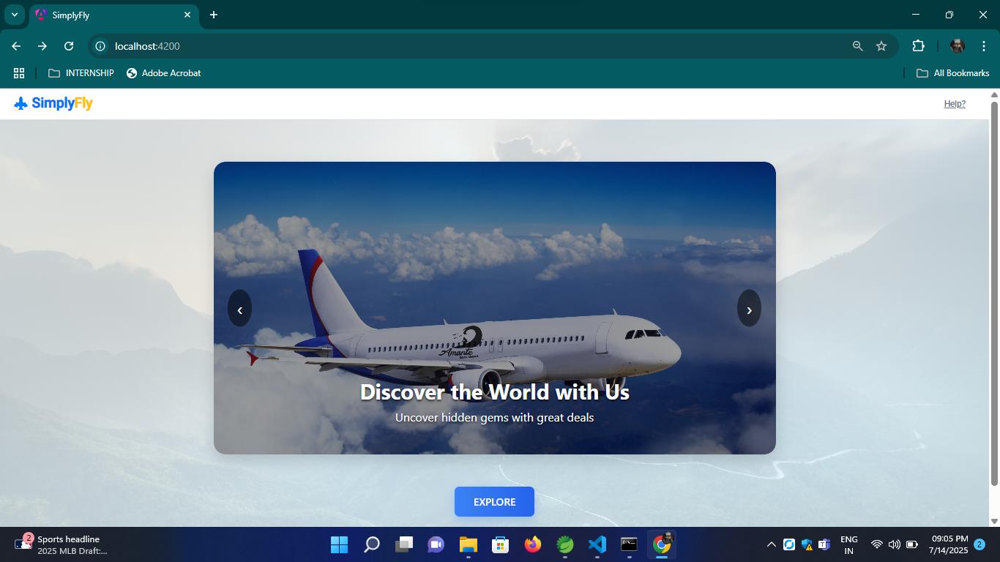 SimplyFly
localhost:4200
INTERNSHIP
Adobe Acrobat
All Bookmarks
SimplyFly
Help?
Amante
Discover the World with Us
Uncover hidden gems with great deals
EXPLORE
2
Sports headline
2025 MLB Draft:...
ENG
IN
09:05 PM
7/14/2025
2